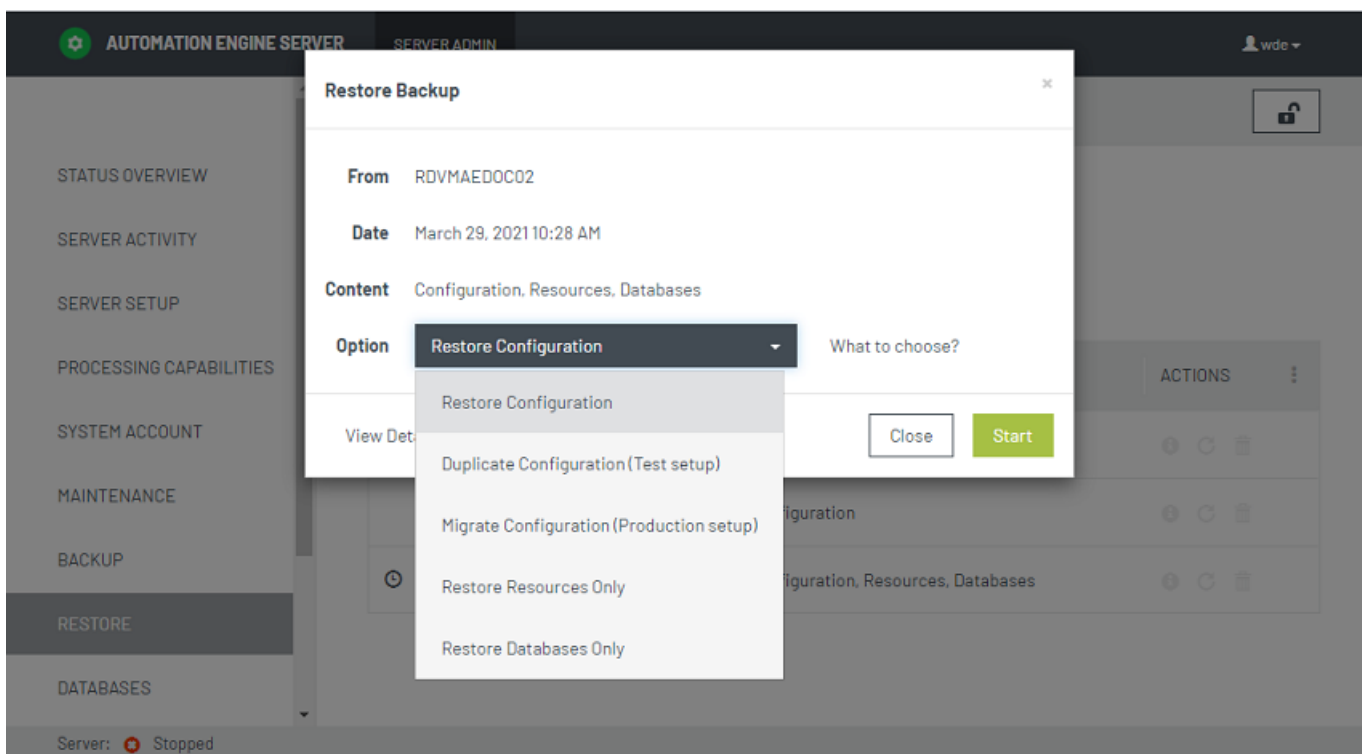 AUTOMATION ENGINE SERVER
SERVER ADMIN
wde
Restore Backup
×
STATUS OVERVIEW
SERVER ACTIVITY
SERVER SETUP
PROCESSING CAPABILITIES
SYSTEM ACCOUNT
MAINTENANCE
BACKUP
RESTORE
DATABASES
From RDVMAEDOC02
Date March 29, 2021 10:28 AM
Content Configuration, Resources, Databases
Option Restore Configuration What to choose?
Restore Configuration
Duplicate Configuration (Test setup)
Migrate Configuration (Production setup)
Restore Resources Only
Restore Databases Only
View
Close Start
ACTIONS
Configuration, Resources, Databases
Server: Stopped